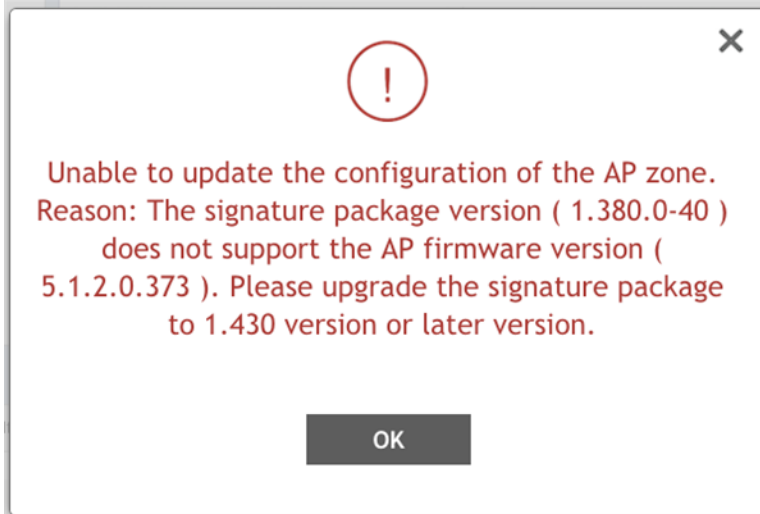 Unable to update the configuration of the AP zone.
Reason: The signature package version ( 1.380.0-40 )
does not support the AP firmware version (
5.1.2.0.373 ). Please upgrade the signature package
to 1.430 version or later version.
OK